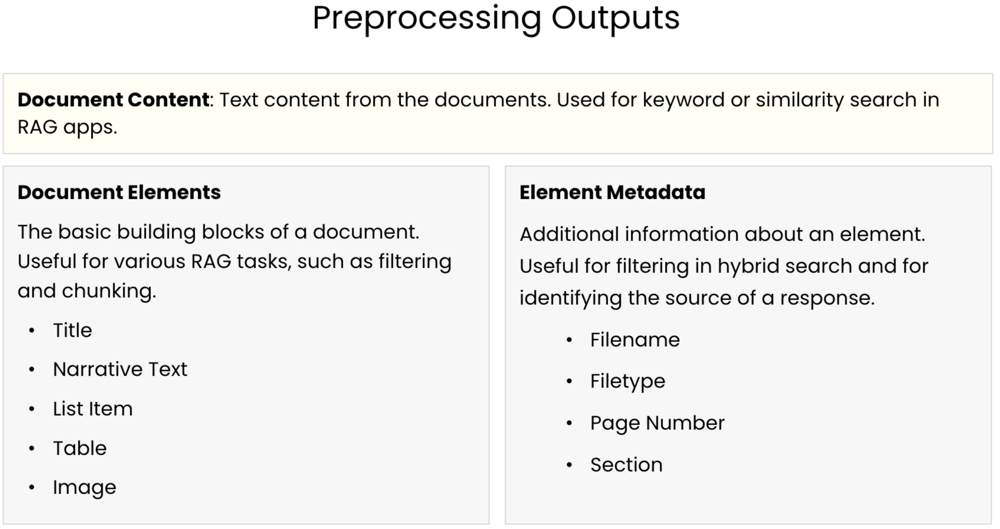 Preprocessing Outputs
Document Content: Text content from the documents. Used for keyword or similarity search in
RAG apps.
Document Elements
The basic building blocks of a document.
Useful for various RAG tasks, such as filtering
and chunking.
• Title
• Narrative Text
• List Item
• Table
• Image
Element Metadata
Additional information about an element.
Useful for filtering in hybrid search and for
identifying the source of a response.
• Filename
• Filetype
• Page Number
• Section